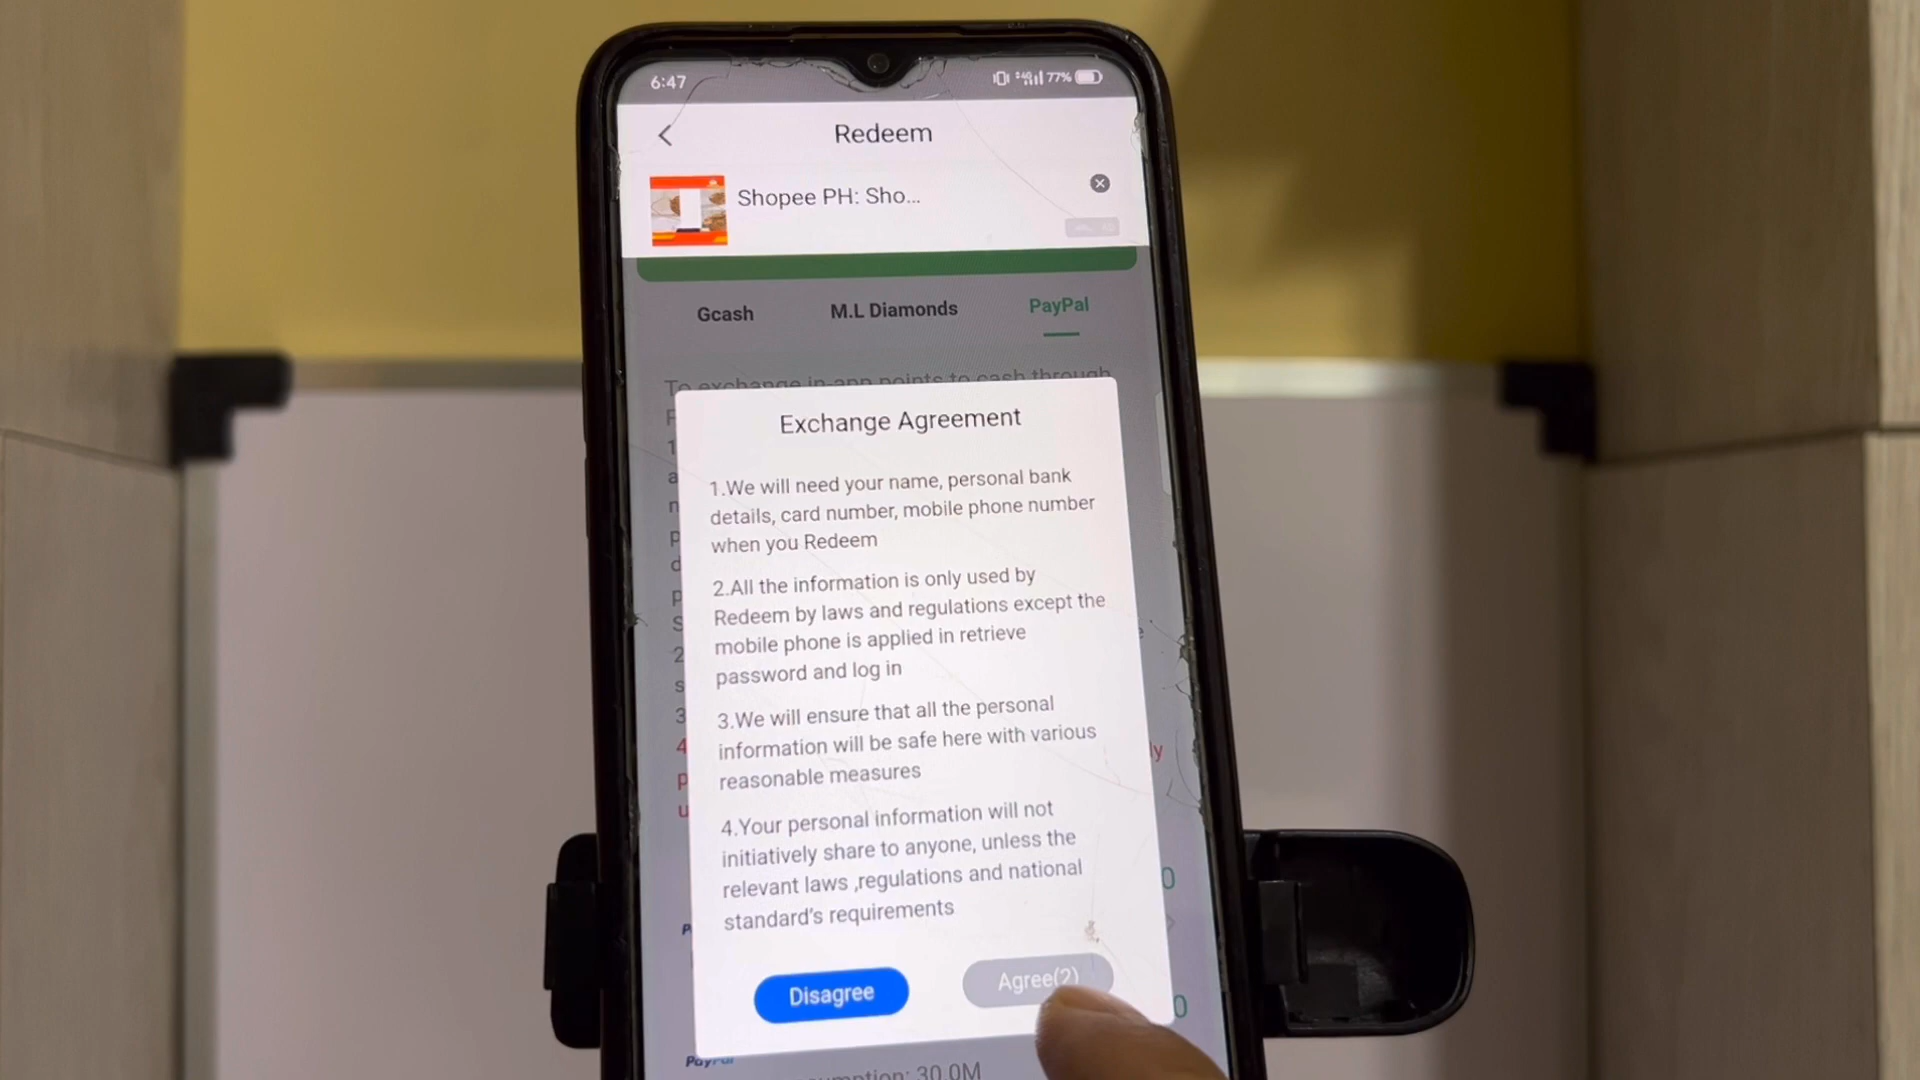 6:47
4G 77%
Redeem
Shopee PH: Sho...
Gcash M.L Diamonds PayPal
To exchange in-app points to cash through
Exchange Agreement
1.We will need your name, personal bank
details, card number, mobile phone number
when you Redeem
2.All the information is only used by
Redeem by laws and regulations except the
mobile phone is applied in retrieve
password and log in
3.We will ensure that all the personal
information will be safe here with various
reasonable measures
4.Your personal information will not
initiatively share to anyone, unless the
relevant laws ,regulations and national
standard's requirements
Disagree Agree(2)
PayPal
30.0M